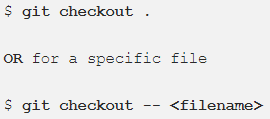 $ git checkout .
OR for a specific file
$ git checkout -- <filename>